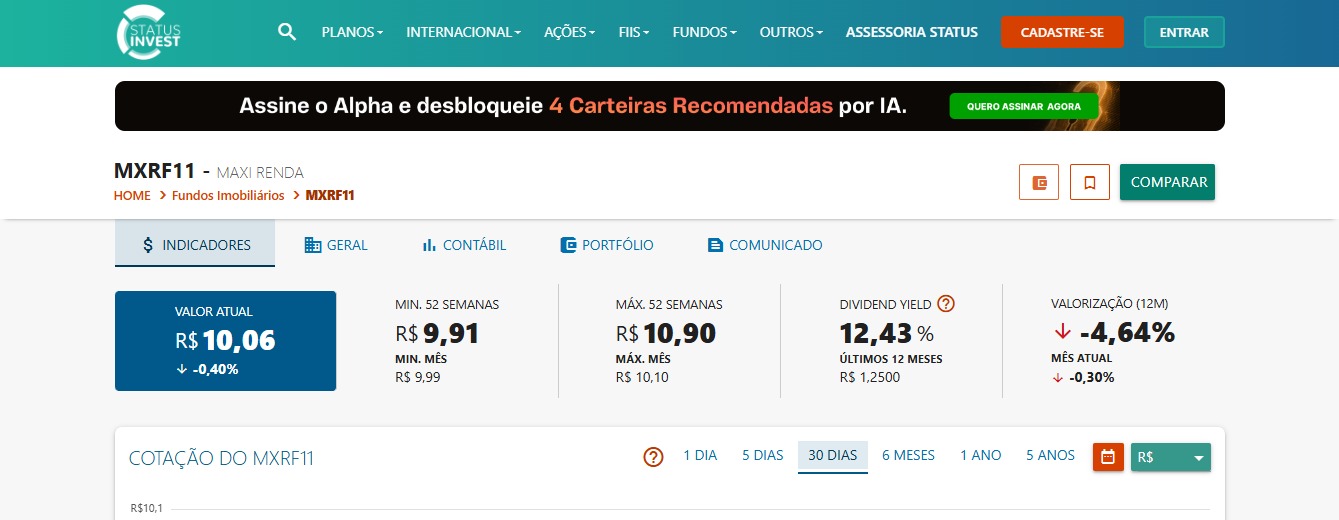 STATUS
INVEST
PLANOS INTERNACIONAL AÇÕES FIIS FUNDOS OUTROS ASSESSORIA STATUS CADASTRE-SE ENTRAR
Assine o Alpha e desbloqueie 4 Carteiras Recomendadas por IA. QUERO ASSINAR AGORA
MXRF11 - MAXI RENDA
HOME > Fundos Imobiliários > MXRF11
COMPARAR
INDICADORES GERAL CONTÁBIL PORTFÓLIO COMUNICADO
VALOR ATUAL
R$ 10,06
-0,40%
MIN. 52 SEMANAS
R$ 9,91
MIN. MÊS
R$ 9,99
MÁX. 52 SEMANAS
R$ 10,90
MÁX. MÊS
R$ 10,10
DIVIDEND YIELD ?
12,43 %
ÚLTIMOS 12 MESES
R$ 1,2500
VALORIZAÇÃO (12M)
-4,64%
MÊS ATUAL
-0,30%
COTAÇÃO DO MXRF11 ? 1 DIA 5 DIAS 30 DIAS 6 MESES 1 ANO 5 ANOS R$
R$10,1